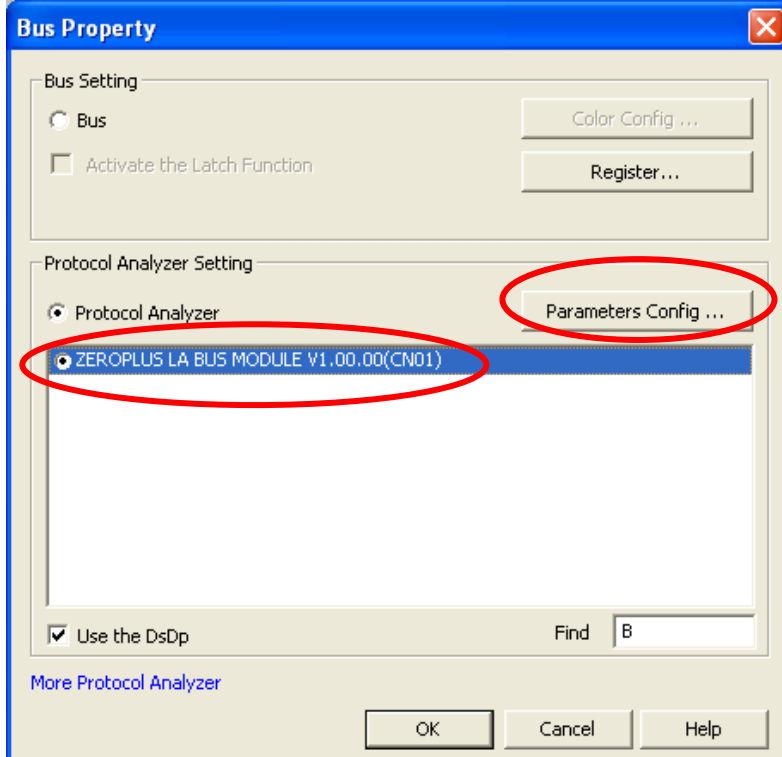 Bus Property
Bus Setting
Bus
Color Config ...
Activate the Latch Function
Register...
Protocol Analyzer Setting
Protocol Analyzer
Parameters Config ...
ZEROPLUS LA BUS MODULE V1.00.00(CN01)
Use the DsDp
Find
B
More Protocol Analyzer
OK
Cancel
Help